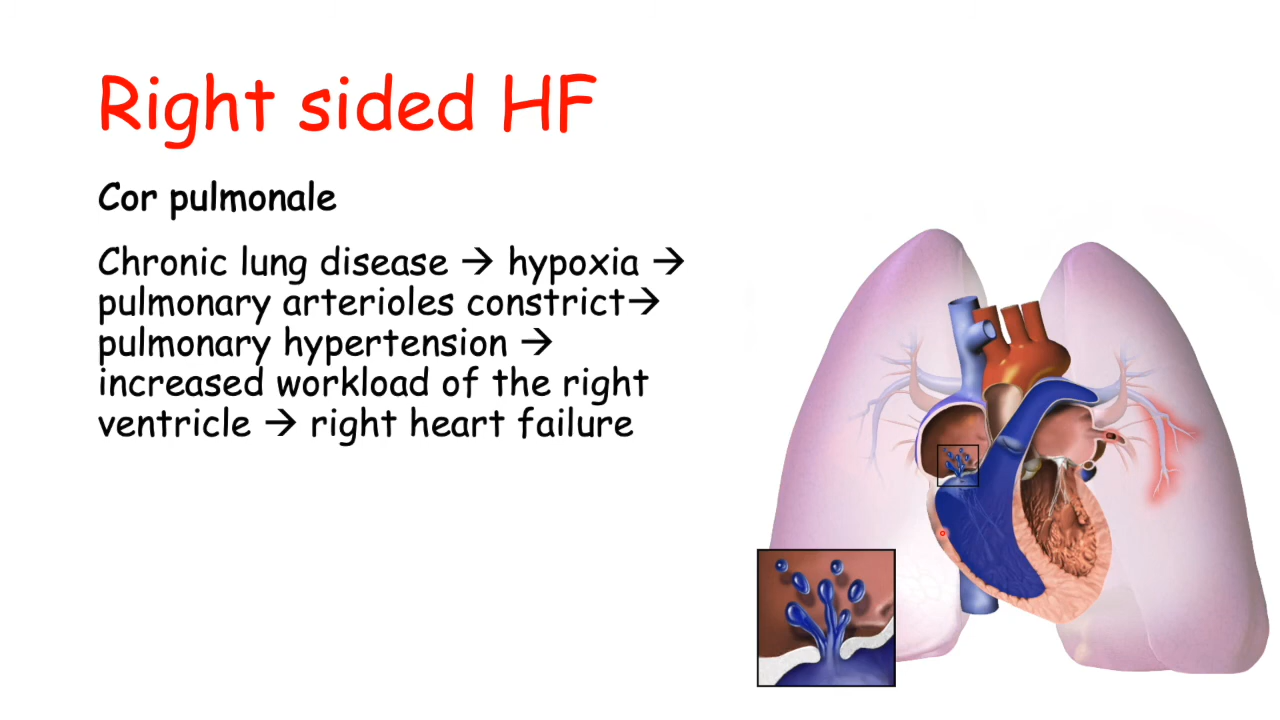 Right sided HF
Cor pulmonale
Chronic lung disease → hypoxia →
pulmonary arterioles constrict→
pulmonary hypertension →
increased workload of the right
ventricle → right heart failure